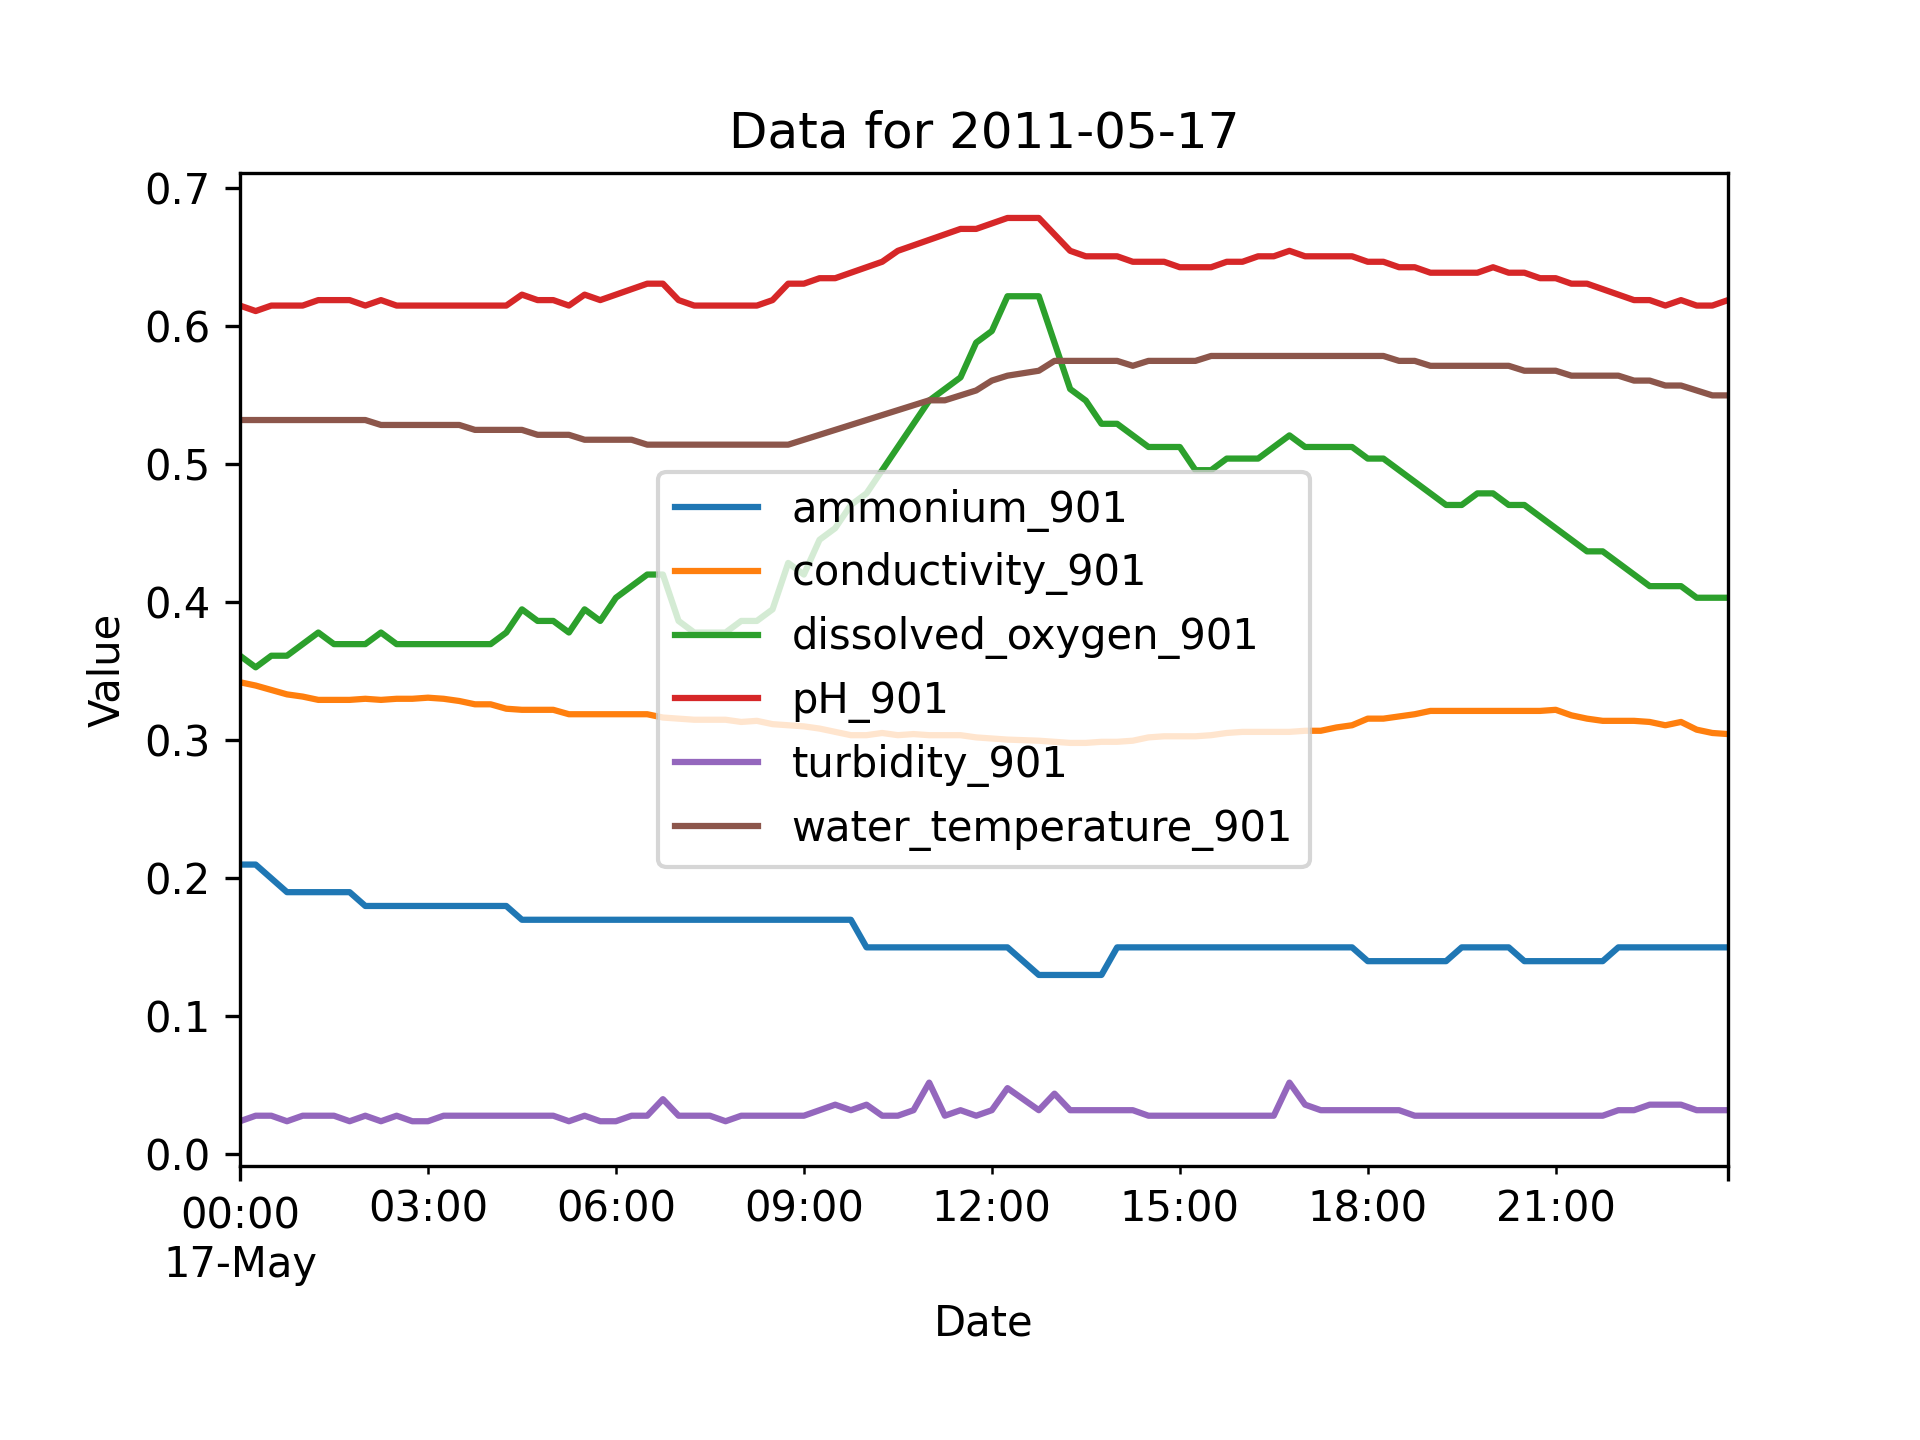 Data for 2011-05-17
Value
0.7
0.6
0.5
0.4
0.3
0.2
0.1
0.0
ammonium_901
conductivity_901
dissolved_oxygen_901
pH_901
turbidity_901
water_temperature_901
00:00 03:00 06:00 09:00 12:00 15:00 18:00 21:00
17-May
Date